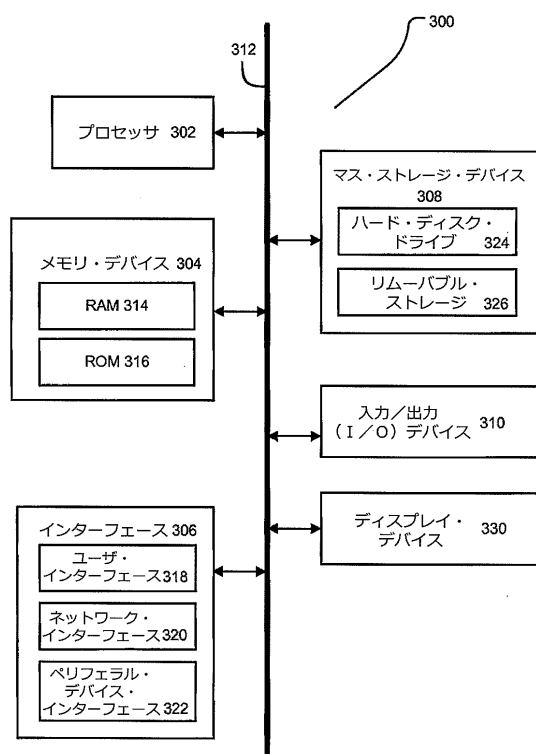 300
312
プロセッサ 302
マス・ストレージ・デバイス
308
ハード・ディスク・
ドライブ 324
リムーバブル・
ストレージ 326
メモリ・デバイス 304
RAM 314
ROM 316
入力／出力
（Ｉ／Ｏ）デバイス 310
ディスプレイ・
デバイス 330
インターフェース 306
ユーザ・
インターフェース318
ネットワーク・
インターフェース320
ペリフェラル・
デバイス・
インターフェース322